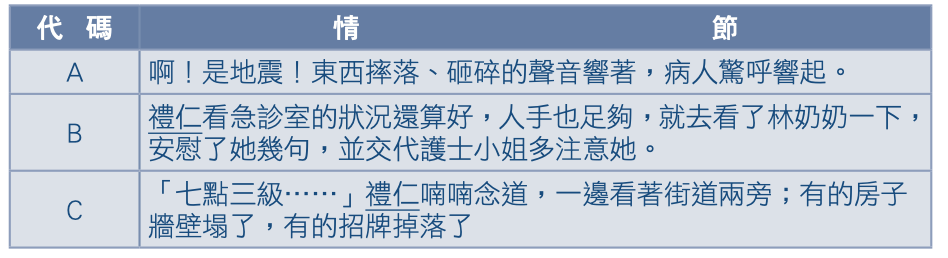 代碼 情節
A 啊！是地震！東西摔落、砸碎的聲音響著，病人驚呼響起。
B 禮仁看急診室的狀況還算好，人手也足夠，就去看了林奶奶一下，
安慰了她幾句，並交代護士小姐多注意她。
C 「七點三級……」禮仁喃喃念道，一邊看著街道兩旁；有的房子
牆壁塌了，有的招牌掉落了